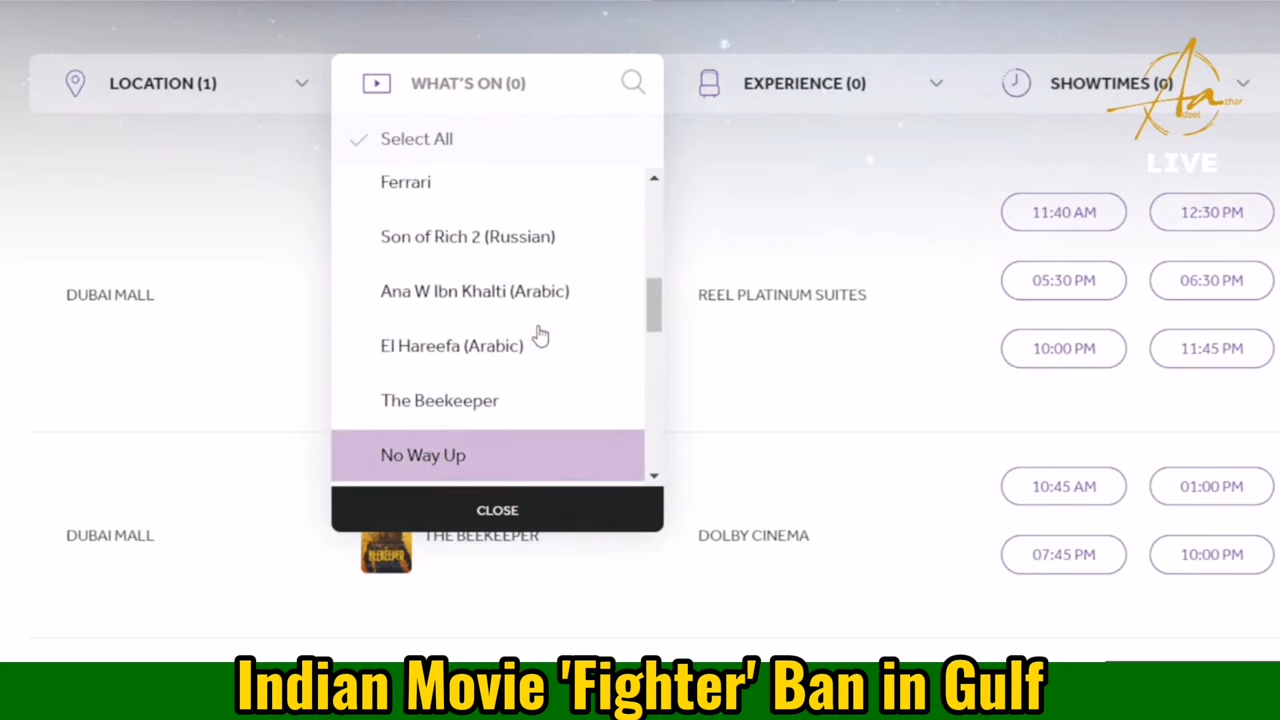 LOCATION (1)
WHAT'S ON (0)
EXPERIENCE (0)
SHOWTIMES (0)
Aa
deel
zhar
LIVE
Select All
Ferrari
Son of Rich 2 (Russian)
Ana W Ibn Khalti (Arabic)
El Hareefa (Arabic)
The Beekeeper
No Way Up
CLOSE
DUBAI MALL
REEL PLATINUM SUITES
11:40 AM
12:30 PM
05:30 PM
06:30 PM
10:00 PM
11:45 PM
DUBAI MALL
BEEKEEPER
THE BEEKEEPER
DOLBY CINEMA
10:45 AM
01:00 PM
07:45 PM
10:00 PM
Indian Movie 'Fighter' Ban in Gulf